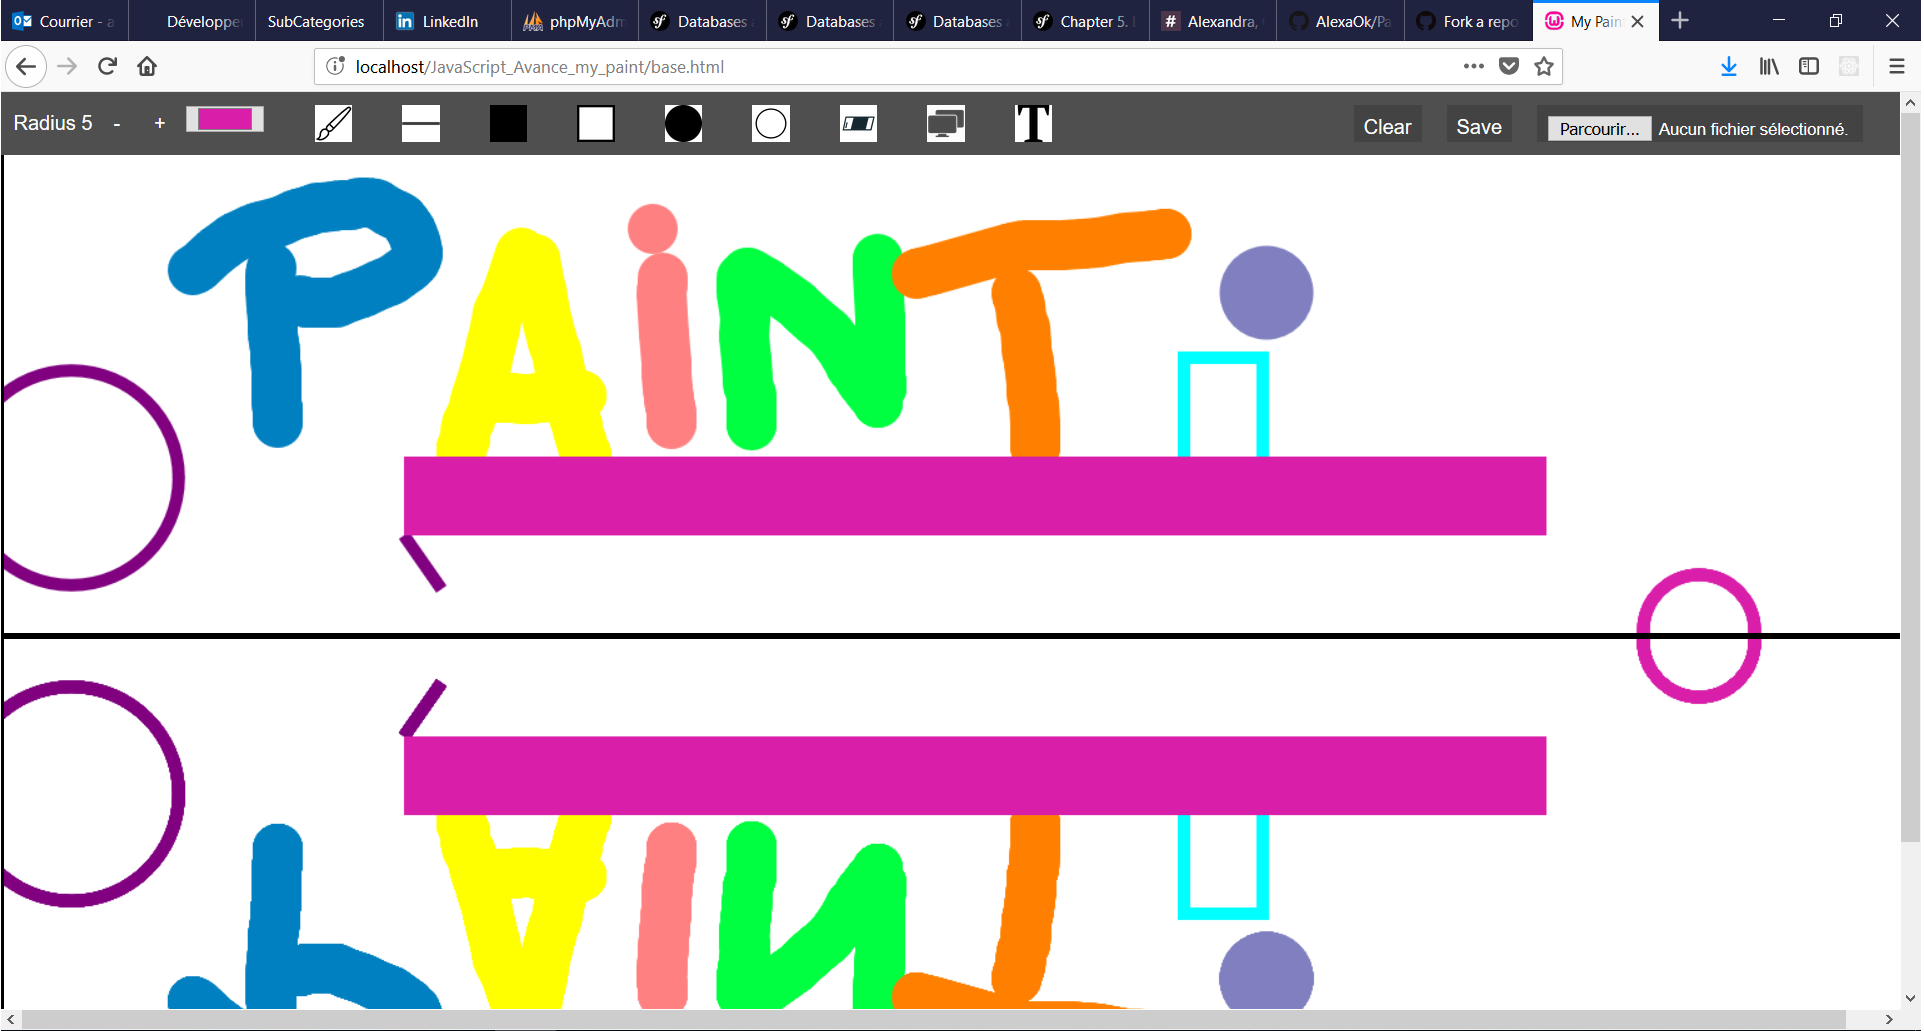 Courrier - a
Développe
SubCategories
LinkedIn
phpMyAdm
Databases
Databases
Databases
Chapter 5.
Alexandra,
AlexaOk/Pa
Fork a repo
My Pain
localhost/JavaScript_Avance_my_paint/base.html
Radius 5 - +
T
Clear
Save
Parcourir... Aucun fichier sélectionné.
PAiNT
PAiNT